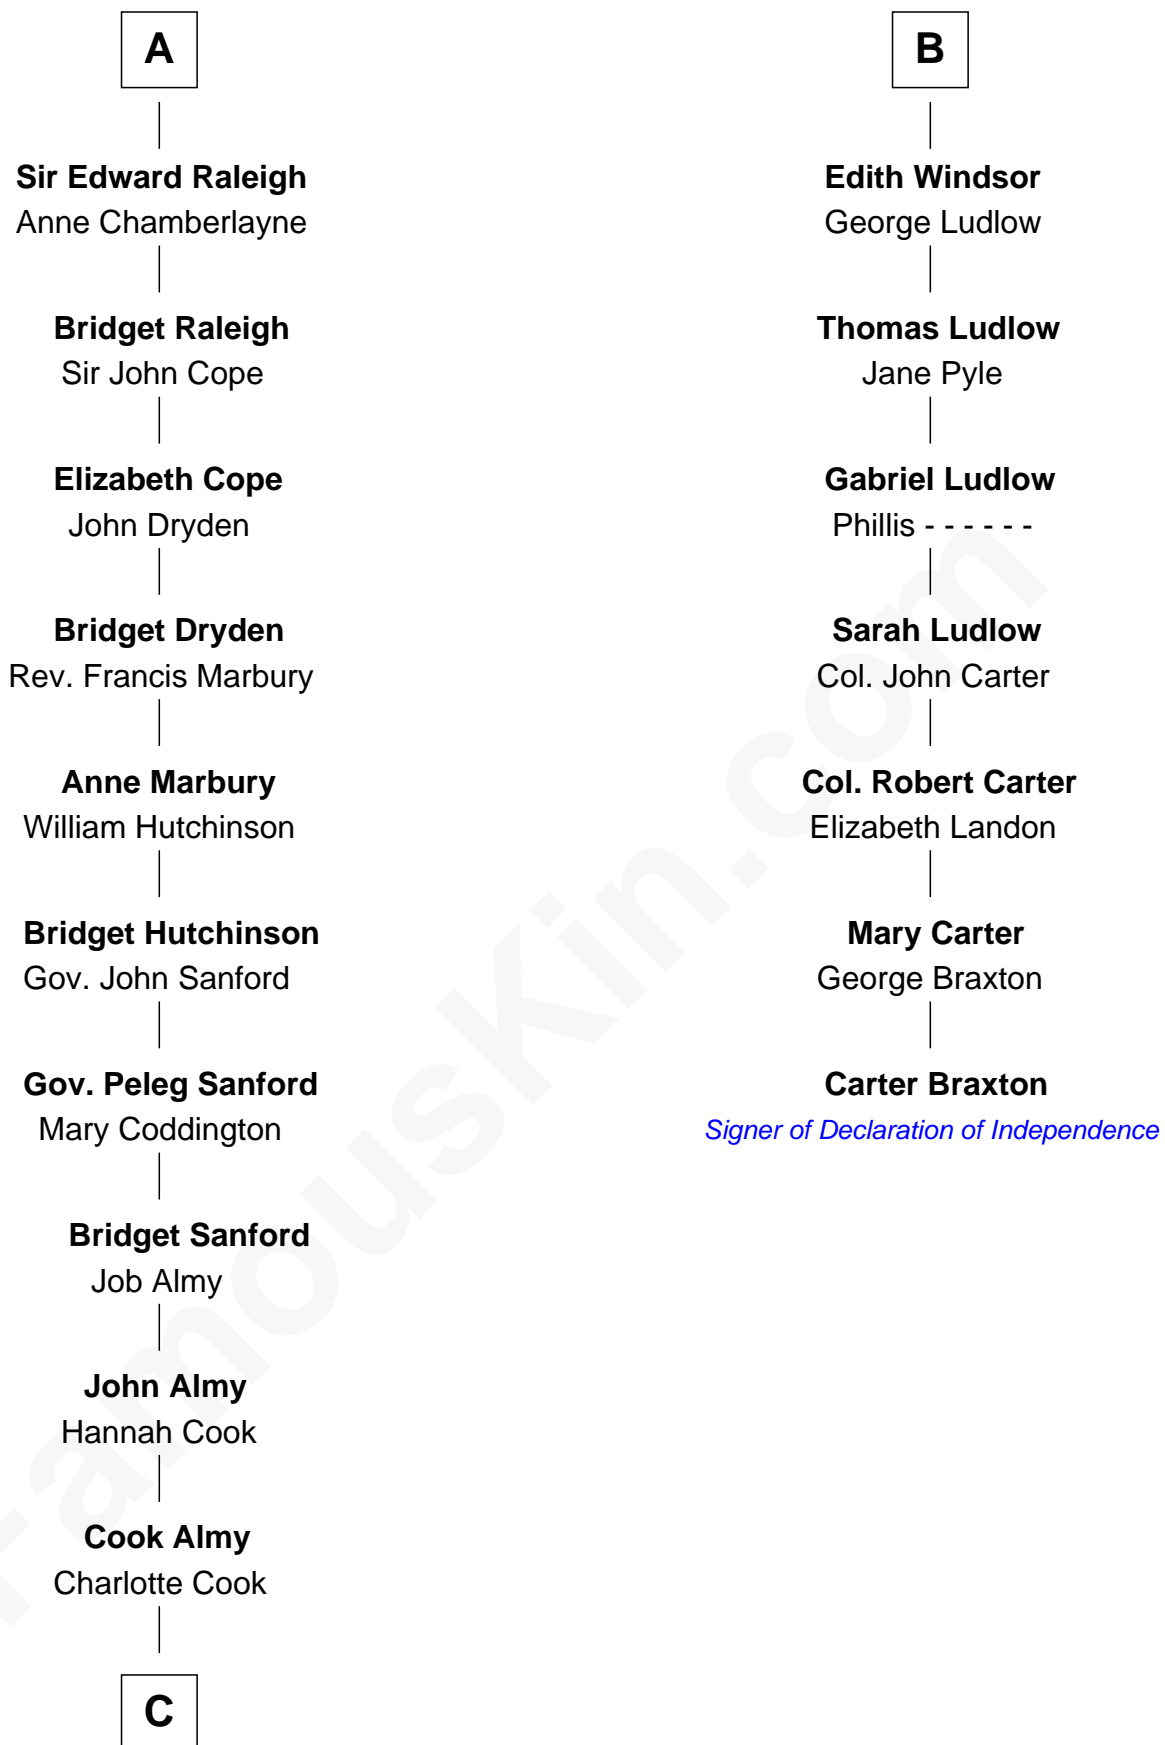 A
Sir Edward Raleigh
Anne Chamberlayne
Bridget Raleigh
Sir John Cope
Elizabeth Cope
John Dryden
Bridget Dryden
Rev. Francis Marbury
Anne Marbury
William Hutchinson
Bridget Hutchinson
Gov. John Sanford
Gov. Peleg Sanford
Mary Coddington
Bridget Sanford
Job Almy
John Almy
Hannah Cook
Cook Almy
Charlotte Cook
C
B
Edith Windsor
George Ludlow
Thomas Ludlow
Jane Pyle
Gabriel Ludlow
Phillis - - - - - -
Sarah Ludlow
Col. John Carter
Col. Robert Carter
Elizabeth Landon
Mary Carter
George Braxton
Carter Braxton
Signer of Declaration of Independence
FamousKin.com